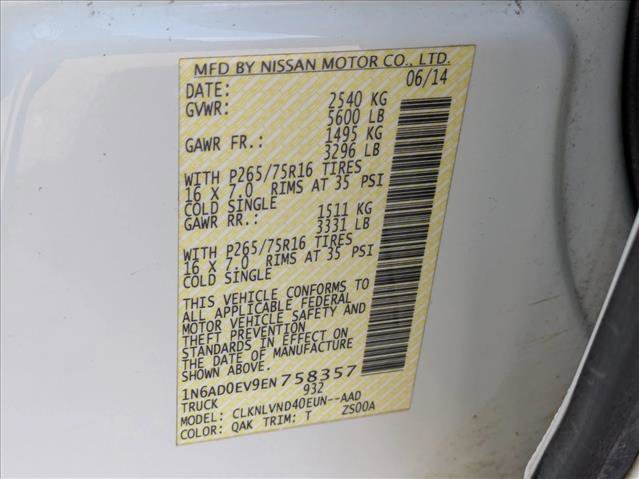 MFD BY NISSAN MOTOR CO., LTD.
DATE: 06/14
GVWR: 2540 KG
5600 LB
GAWR FR.: 1495 KG
3296 LB
WITH P265/75R16 TIRES
16 X 7.0 RIMS AT 35 PSI
COLD SINGLE
GAWR RR.: 1511 KG
3331 LB
WITH P265/75R16 TIRES
16 X 7.0 RIMS AT 35 PSI
COLD SINGLE
THIS VEHICLE CONFORMS TO
ALL APPLICABLE FEDERAL
MOTOR VEHICLE SAFETY AND
THEFT PREVENTION
STANDARDS IN EFFECT ON
THE DATE OF MANUFACTURE
SHOWN ABOVE.
1N6AD0EV9EN 758357
TRUCK 932
MODEL: CLKNLVND40EUN--AAD
COLOR: QAK TRIM: T ZS00A